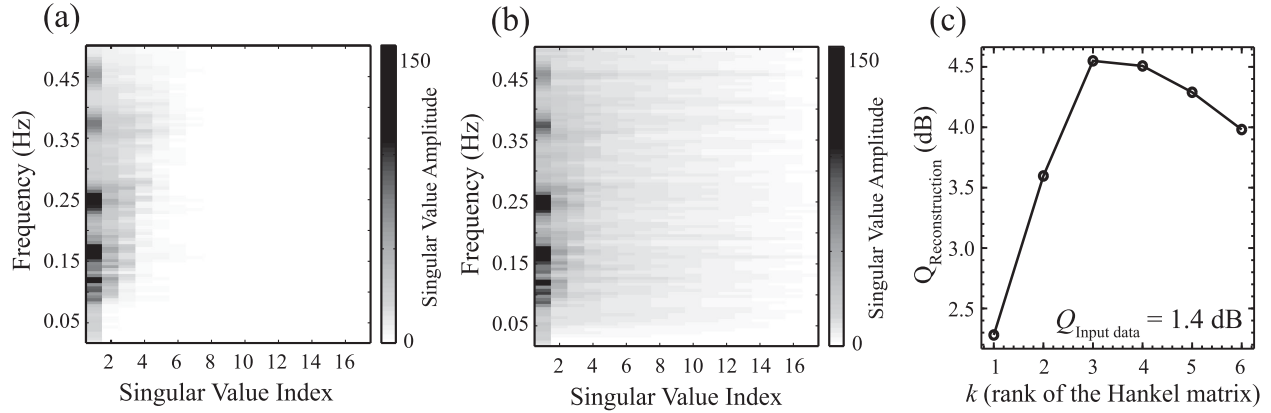 (a)
Frequency (Hz)
0.45
0.35
0.25
0.15
0.05
2 4 6 8 10 12 14 16
Singular Value Index
150
0
Singular Value Amplitude
(b)
Frequency (Hz)
0.45
0.35
0.25
0.15
0.05
2 4 6 8 10 12 14 16
Singular Value Index
150
0
Singular Value Amplitude
(c)
Q Reconstruction (dB)
4.5
4.0
3.5
3.0
2.5
Q Input data = 1.4 dB
1 2 3 4 5 6
k (rank of the Hankel matrix)